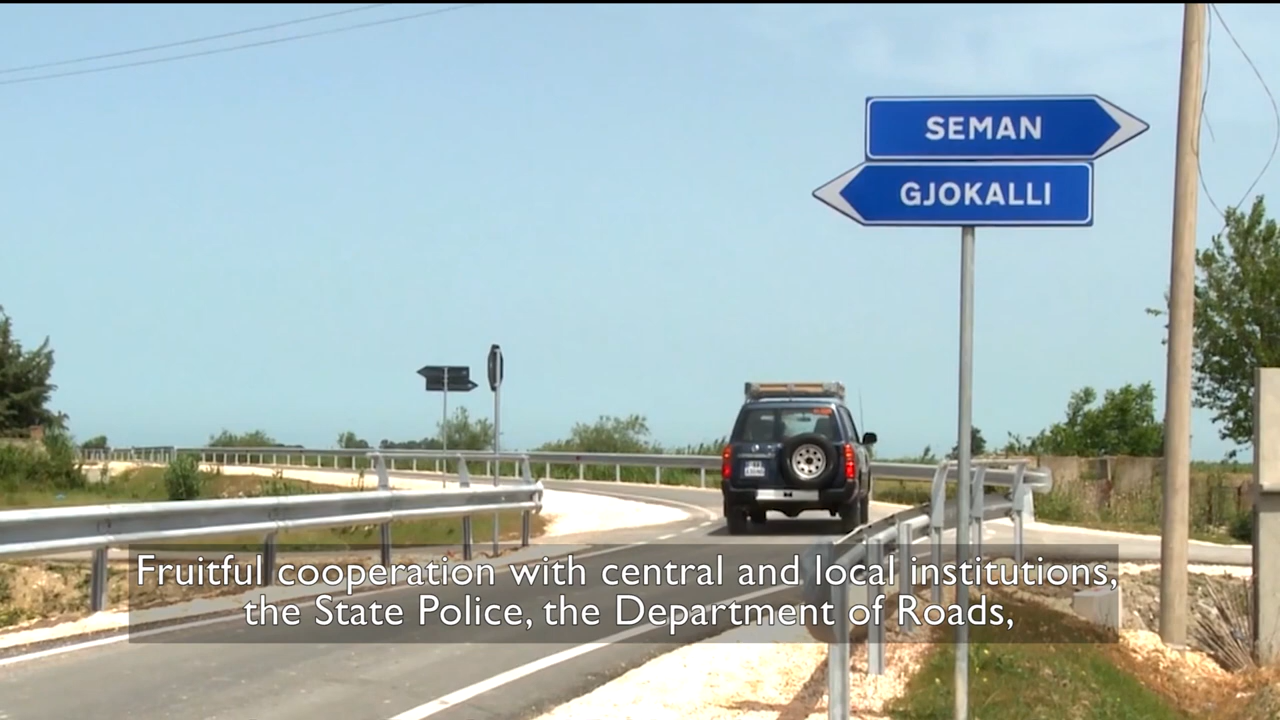 SEMAN
GJOKALLI
Fruitful cooperation with central and local institutions,
the State Police, the Department of Roads,